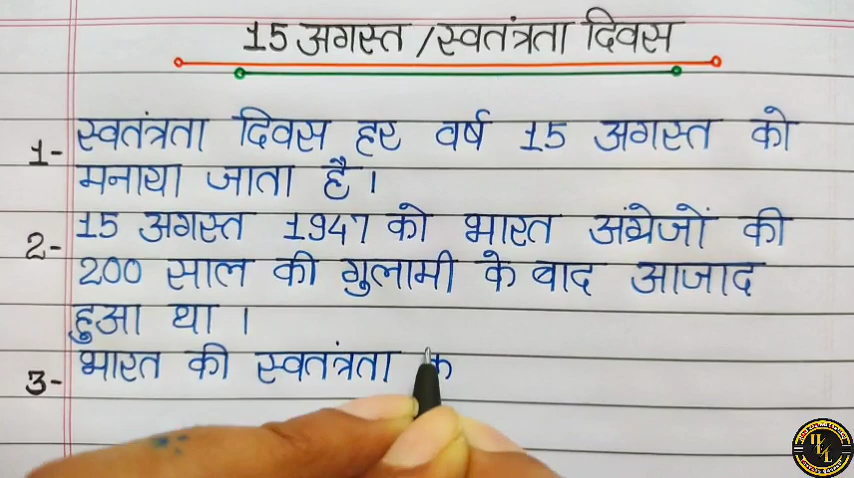 15 अगस्त / स्वतंत्रता दिवस
1- स्वतंत्रता दिवस हर वर्ष 15 अगस्त को
मनाया जाता है।
2- 15 अगस्त 1947 को भारत अंग्रेजों की
200 साल की गुलामी के बाद आजाद
हुआ था।
3- भारत की स्वतंत्रता क